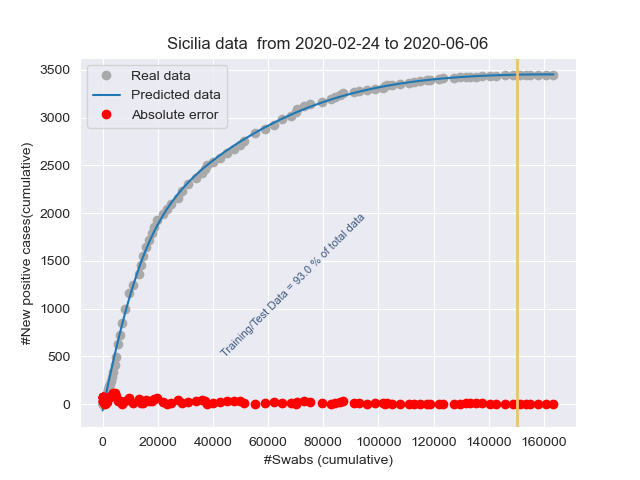 Sicilia data  from 2020-02-24 to 2020-06-06
Real data
Predicted data
Absolute error
#New positive cases(cumulative)
3500
3000
2500
2000
1500
1000
500
0
Training/Test Data = 93.0 % of total data
0 20000 40000 60000 80000 100000 120000 140000 160000
#Swabs (cumulative)